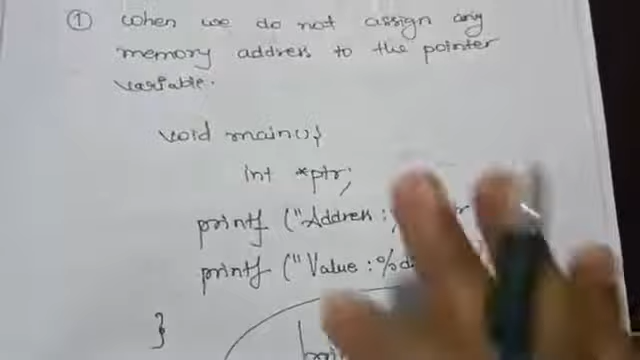 ① when we do not assign any
memory address to the pointer
variable.
void main(){
int *ptr;
printf ("Address :
printf ("Value : %d
}